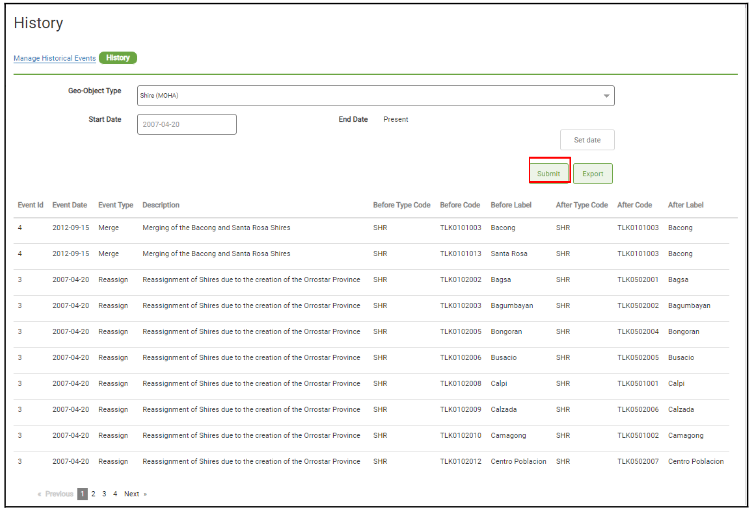 History
Manage Historical Events History
Geo-Object Type Shire (MOHA)
Start Date 2007-04-20 End Date Present
Set date
Submit Export
Event Id Event Date Event Type Description Before Type Code Before Code Before Label After Type Code After Code After Label
4 2012-09-15 Merge Merging of the Bacong and Santa Rosa Shires SHR TLK0101003 Bacong SHR TLK0101003 Bacong
4 2012-09-15 Merge Merging of the Bacong and Santa Rosa Shires SHR TLK0101013 Santa Rosa SHR TLK0101003 Bacong
3 2007-04-20 Reassign Reassignment of Shires due to the creation of the Orrostar Province SHR TLK0102002 Bagsa SHR TLK0502001 Bagsa
3 2007-04-20 Reassign Reassignment of Shires due to the creation of the Orrostar Province SHR TLK0102003 Bagumbayan SHR TLK0502002 Bagumbayan
3 2007-04-20 Reassign Reassignment of Shires due to the creation of the Orrostar Province SHR TLK0102005 Bongoran SHR TLK0502004 Bongoran
3 2007-04-20 Reassign Reassignment of Shires due to the creation of the Orrostar Province SHR TLK0102006 Busacio SHR TLK0502005 Busacio
3 2007-04-20 Reassign Reassignment of Shires due to the creation of the Orrostar Province SHR TLK0102008 Calpi SHR TLK0501001 Calpi
3 2007-04-20 Reassign Reassignment of Shires due to the creation of the Orrostar Province SHR TLK0102009 Calzada SHR TLK0502006 Calzada
3 2007-04-20 Reassign Reassignment of Shires due to the creation of the Orrostar Province SHR TLK0102010 Camagong SHR TLK0501002 Camagong
3 2007-04-20 Reassign Reassignment of Shires due to the creation of the Orrostar Province SHR TLK0102012 Centro Poblacion SHR TLK0502007 Centro Poblacion
« Previous 1 2 3 4 Next »